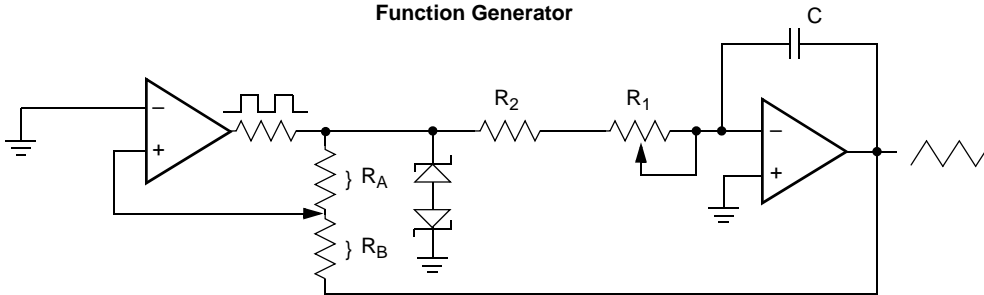 Function Generator
C
R2
R1
−
+
−
+
} RA
} RB